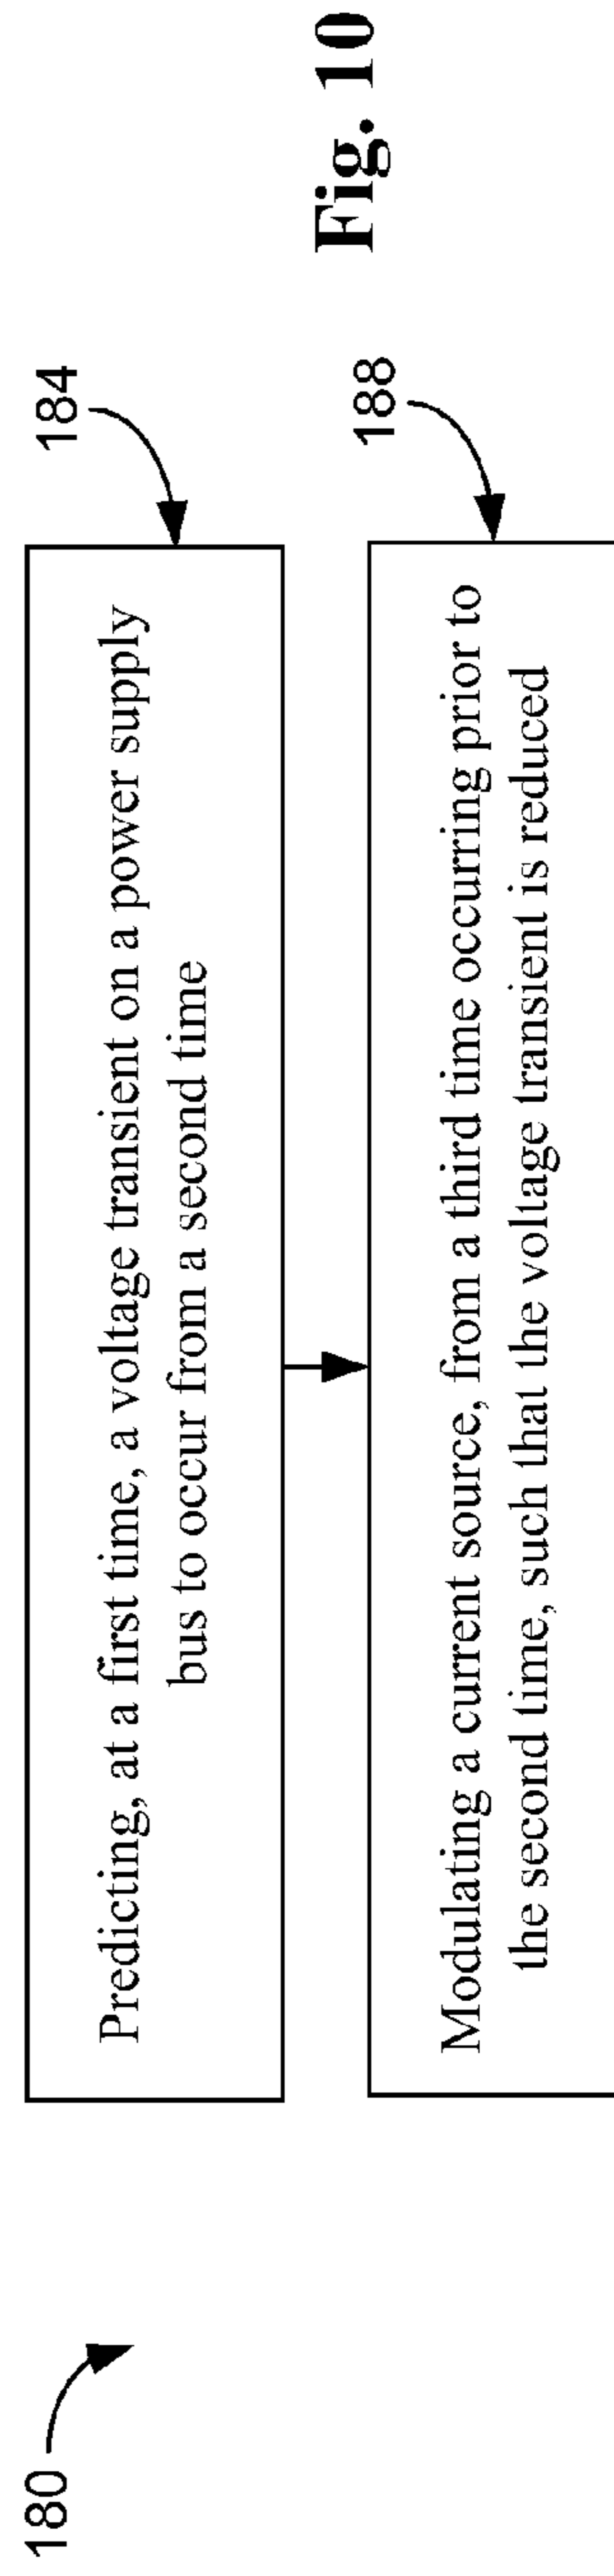 180
184
Predicting, at a first time, a voltage transient on a power supply
bus to occur from a second time
188
Modulating a current source, from a third time occurring prior to
the second time, such that the voltage transient is reduced
Fig. 10